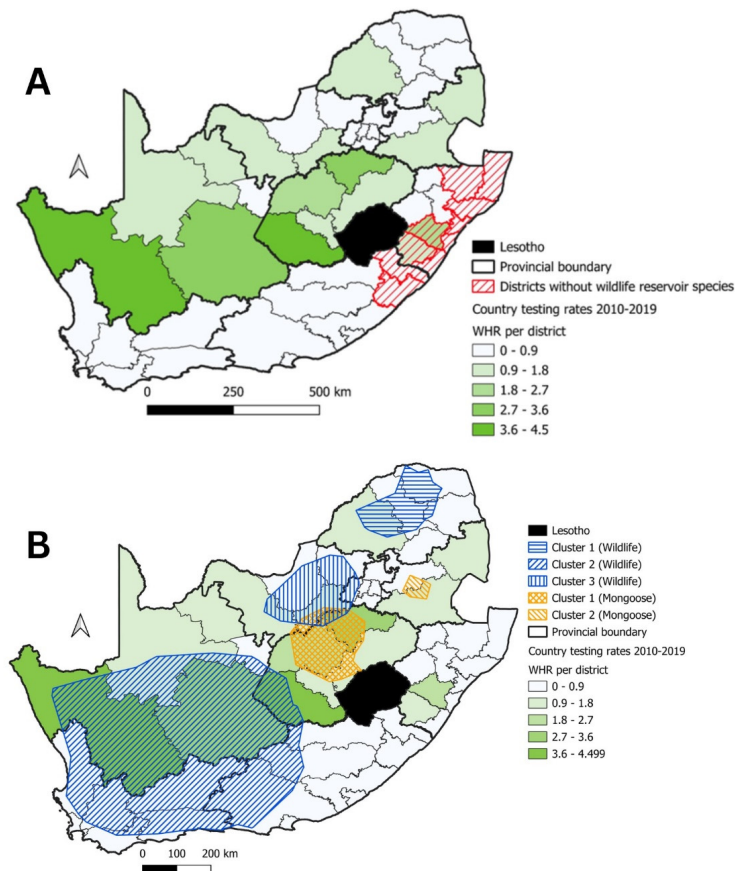 A
Lesotho
Provincial boundary
Districts without wildlife reservoir species
Country testing rates 2010-2019
WHR per district
0 - 0.9
0.9 - 1.8
1.8 - 2.7
2.7 - 3.6
3.6 - 4.5
0 250 500 km
B
Lesotho
Cluster 1 (Wildlife)
Cluster 2 (Wildlife)
Cluster 3 (Wildlife)
Cluster 1 (Mongoose)
Cluster 2 (Mongoose)
Provincial boundary
Country testing rates 2010-2019
WHR per district
0 - 0.9
0.9 - 1.8
1.8 - 2.7
2.7 - 3.6
3.6 - 4.499
0 100 200 km